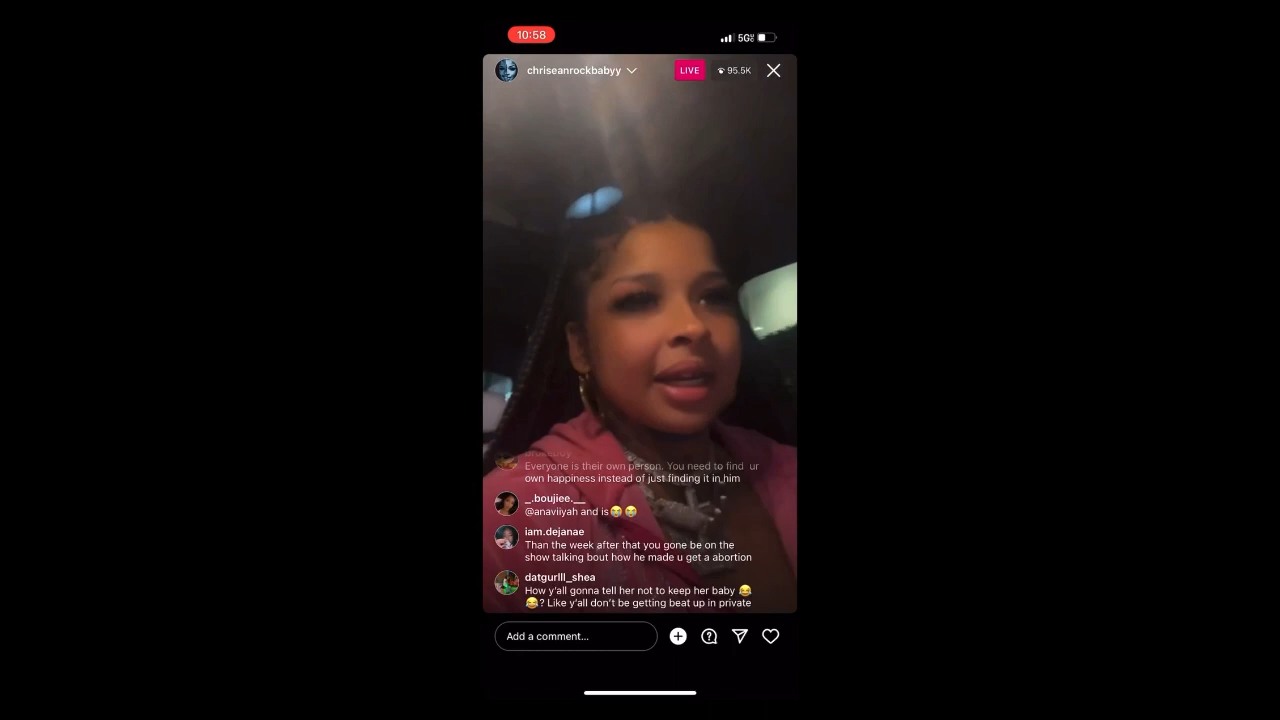 10:58
5G
chriseanrockbabyy
LIVE
95.5K
Everyone is their own person. You need to find ur
own happiness instead of just finding it in him
_.boujiee.__
@anaviiyah and is😭😭
iam.dejanae
Than the week after that you gone be on the
show talking bout how he made u get a abortion
datgurlll_shea
How y'all gonna tell her not to keep her baby 😂
😂? Like y'all don't be getting beat up in private
Add a comment...